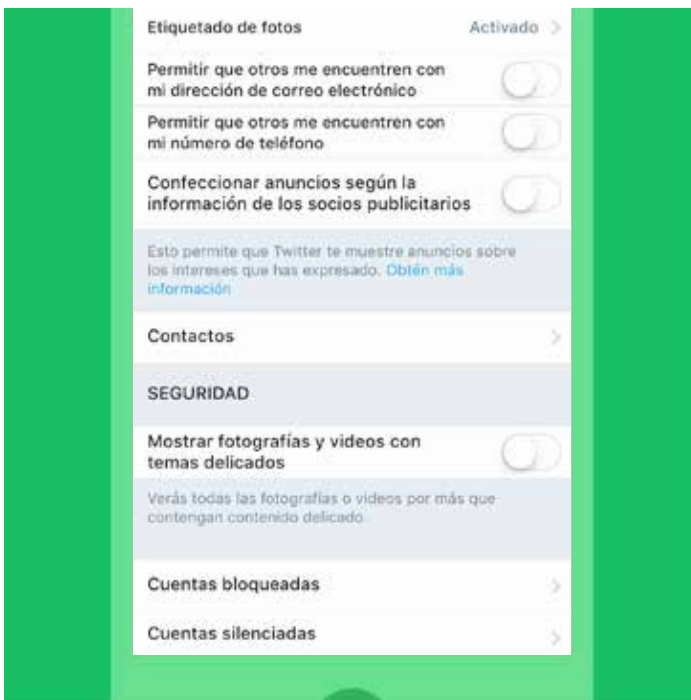 Etiquetado de fotos Activado
Permitir que otros me encuentren con
mi dirección de correo electrónico
Permitir que otros me encuentren con
mi número de teléfono
Confeccionar anuncios según la
información de los socios publicitarios
Esto permite que Twitter te muestre anuncios sobre
los intereses que has expresado. Obtén más
información
Contactos
SEGURIDAD
Mostrar fotografías y videos con
temas delicados
Verás todas las fotografías o videos por más que
contengan contenido delicado.
Cuentas bloqueadas
Cuentas silenciadas